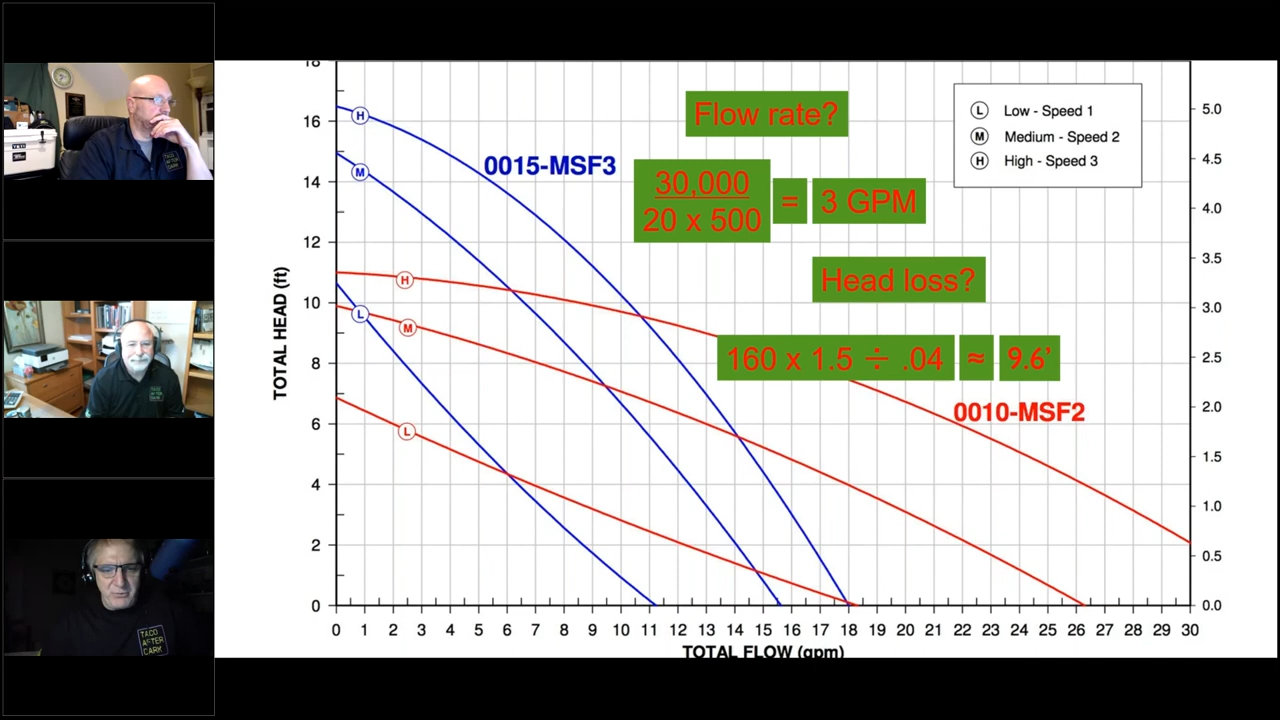 18
16
14
12
10
8
6
4
2
0
TOTAL HEAD (ft)
0 1 2 3 4 5 6 7 8 9 10 11 12 13 14 15 16 17 18 19 20 21 22 23 24 25 26 27 28 29 30
TOTAL FLOW (gpm)
5.0
4.5
4.0
3.5
3.0
2.5
2.0
1.5
1.0
0.5
0.0
L Low - Speed 1
M Medium - Speed 2
H High - Speed 3
Flow rate?
30,000
20 x 500
= 3 GPM
Head loss?
160 x 1.5 ÷ .04 ≈ 9.6’
0015-MSF3
0010-MSF2
H
M
L
H
M
L
TACO
AFTER
DARK